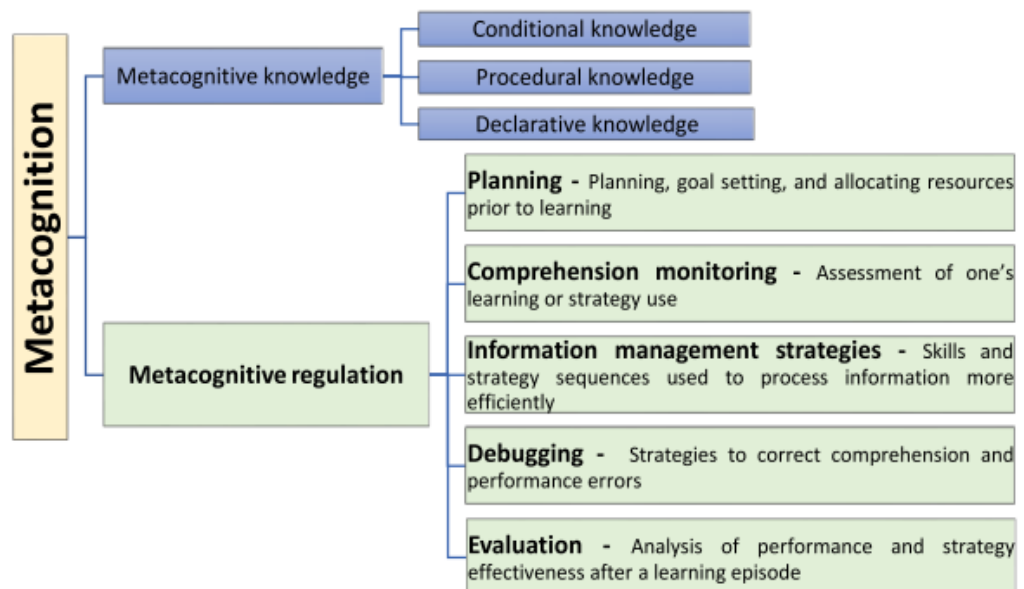 Metacognition
Metacognitive knowledge
Conditional knowledge
Procedural knowledge
Declarative knowledge
Metacognitive regulation
Planning - Planning, goal setting, and allocating resources
prior to learning
Comprehension monitoring - Assessment of one's
learning or strategy use
Information management strategies - Skills and
strategy sequences used to process information more
efficiently
Debugging - Strategies to correct comprehension and
performance errors
Evaluation - Analysis of performance and strategy
effectiveness after a learning episode